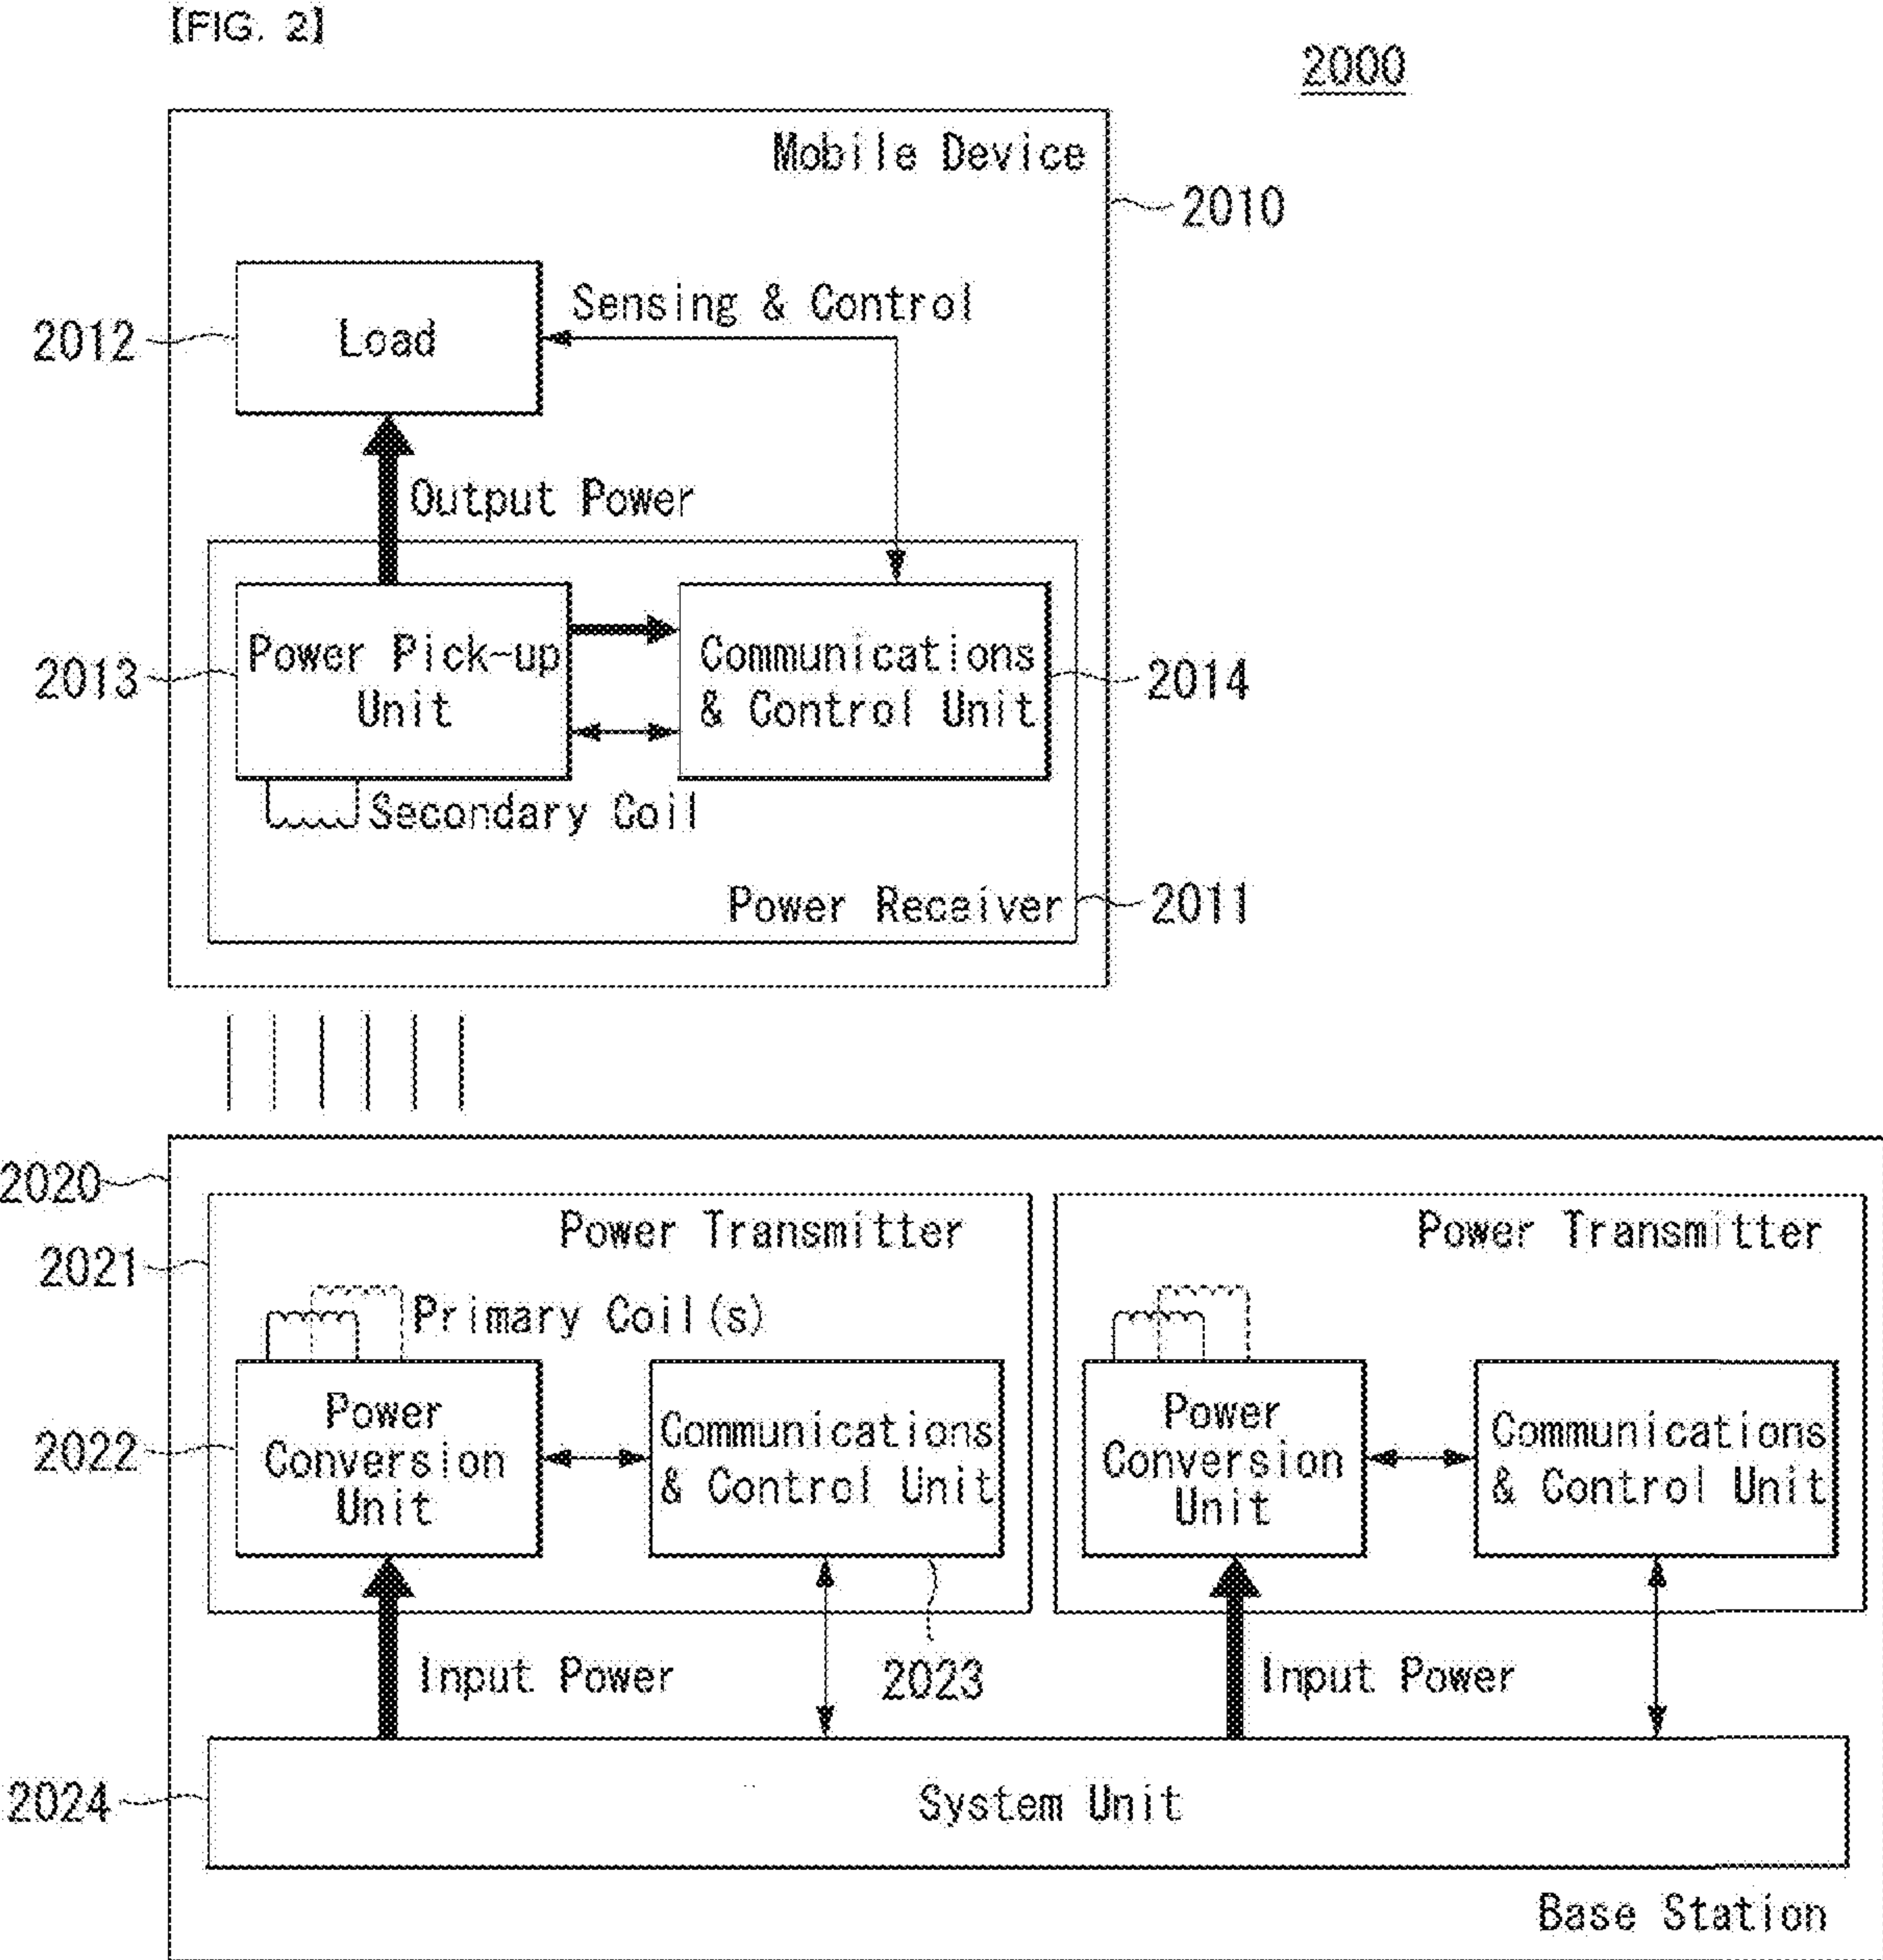 [FIG. 2]
2000
Mobile Device
2010
Sensing & Control
2012
Load
Output Power
Power Pick-up
Unit
2013
Communications
& Control Unit
2014
Secondary Coil
Power Receiver
2011
2020
Power Transmitter
Power Transmitter
2021
Primary Coil(s)
Power
Conversion
Unit
2022
Communications
& Control Unit
Power
Conversion
Unit
Communications
& Control Unit
Input Power
2023
Input Power
2024
System Unit
Base Station